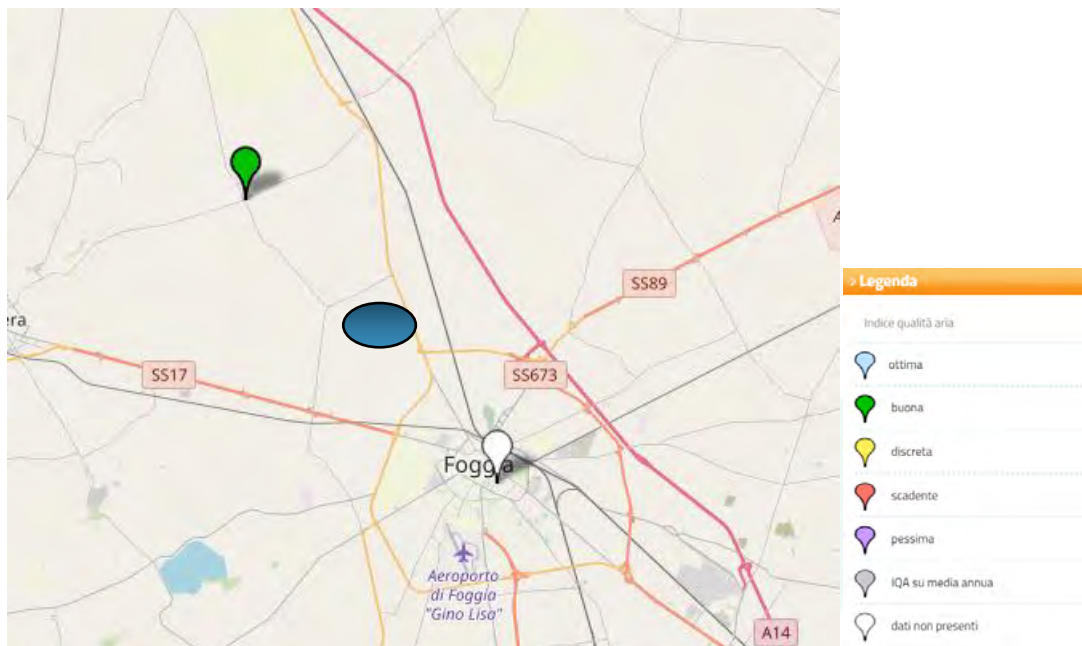 era
SS17
SS89
A
SS673
Foggia
Aeroporto
di Foggia
"Gino Lisa"
A14
> Legenda
Indice qualità aria
ottima
buona
discreta
scadente
pessima
IQA su media annua
dati non presenti